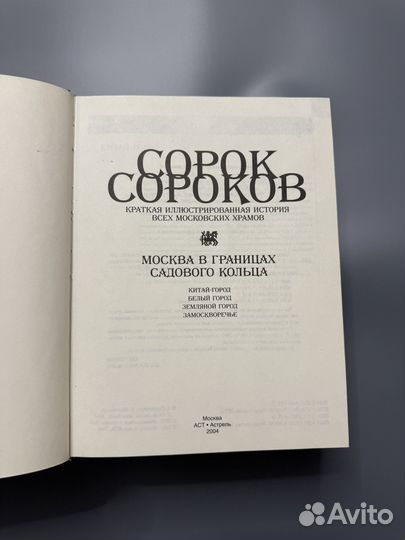 СОРОК
СОРОКОВ
КРАТКАЯ ИЛЛЮСТРИРОВАННАЯ ИСТОРИЯ
ВСЕХ МОСКОВСКИХ ХРАМОВ
МОСКВА В ГРАНИЦАХ
САДОВОГО КОЛЬЦА
КИТАЙ-ГОРОД
БЕЛЫЙ ГОРОД
ЗЕМЛЯНОЙ ГОРОД
ЗАМОСКВОРЕЧЬЕ
Москва
АСТ • Астрель
2004
Avito